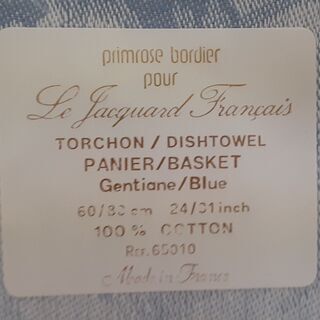 primrose bordier
pour
Le Jacquard Français
TORCHON / DISHTOWEL
PANIER/BASKET
Gentiane/Blue
60/80 cm 24/31 inch
100 % COTTON
Ref. 65010
Made in France